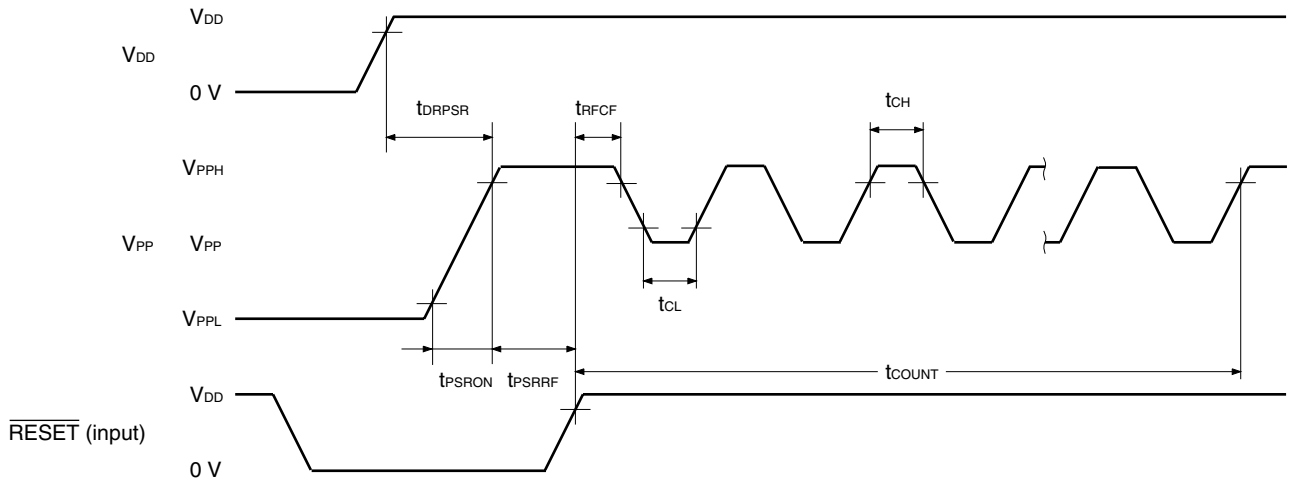 VDD
VDD
0 V
tDRPSR
tRFCF
tCH
VPPH
VPP
VPP
tCL
VPPL
tPSRON
tPSRRF
tCOUNT
VDD
RESET (input)
0 V